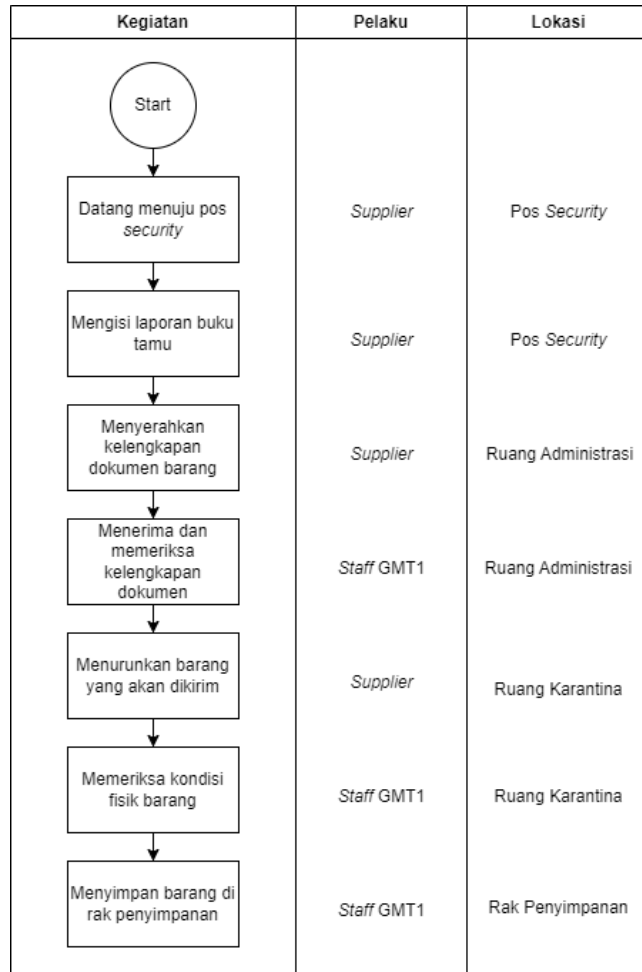 Kegiatan Pelaku Lokasi
Start
Datang menuju pos
security
Supplier
Pos Security
Mengisi laporan buku
tamu
Supplier
Pos Security
Menyerahkan
kelengkapan
dokumen barang
Supplier
Ruang Administrasi
Menerima dan
memeriksa
kelengkapan
dokumen
Staff GMT1
Ruang Administrasi
Menurunkan barang
yang akan dikirim
Supplier
Ruang Karantina
Memeriksa kondisi
fisik barang
Staff GMT1
Ruang Karantina
Menyimpan barang di
rak penyimpanan
Staff GMT1
Rak Penyimpanan